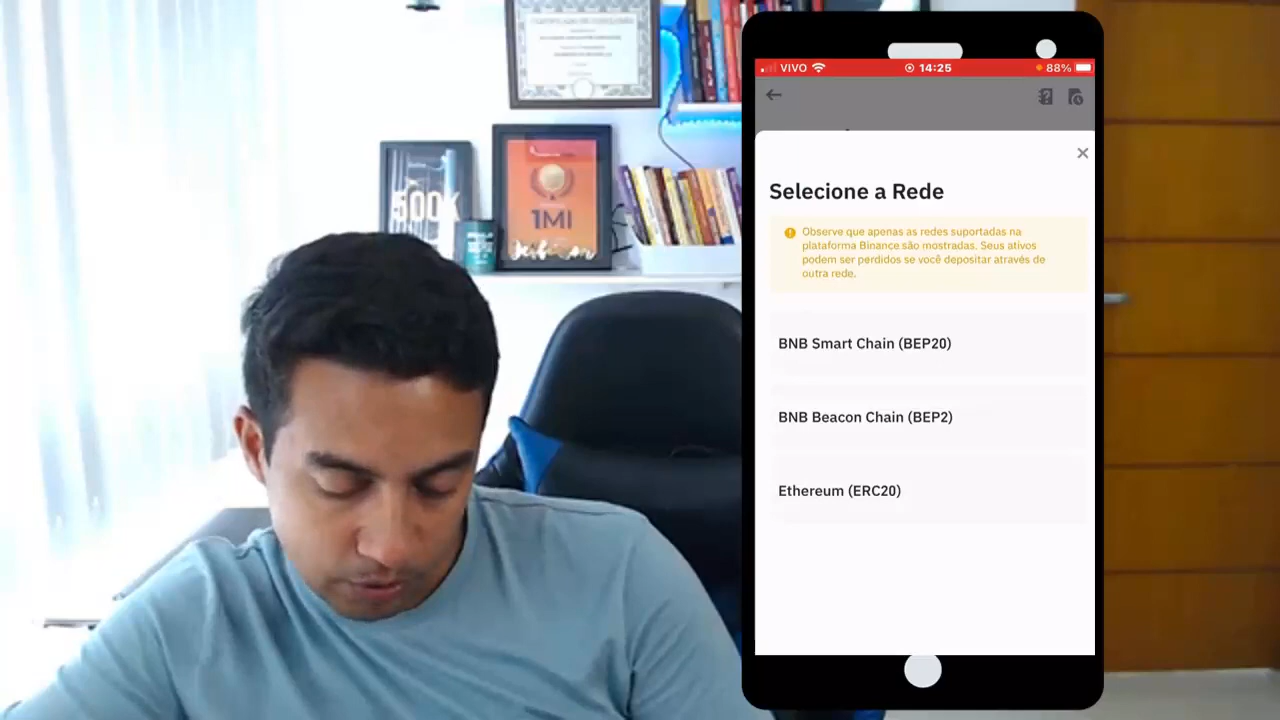 500K
1MI
VIVO
14:25
88%
Selecione a Rede
Observe que apenas as redes suportadas na
plataforma Binance são mostradas. Seus ativos
podem ser perdidos se você depositar através de
outra rede.
BNB Smart Chain (BEP20)
BNB Beacon Chain (BEP2)
Ethereum (ERC20)